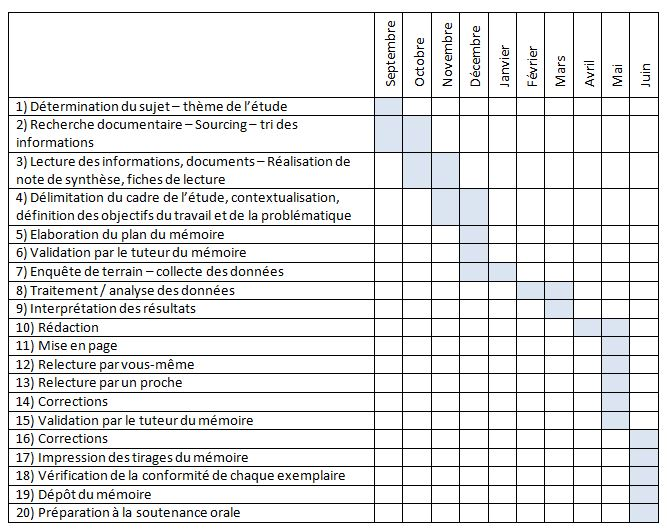 Septembre
Octobre
Novembre
Décembre
Janvier
Février
Mars
Avril
Mai
Juin
1) Détermination du sujet – thème de l'étude
2) Recherche documentaire – Sourcing – tri des
informations
3) Lecture des informations, documents – Réalisation de
note de synthèse, fiches de lecture
4) Délimitation du cadre de l'étude, contextualisation,
définition des objectifs du travail et de la problématique
5) Elaboration du plan du mémoire
6) Validation par le tuteur du mémoire
7) Enquête de terrain – collecte des données
8) Traitement / analyse des données
9) Interprétation des résultats
10) Rédaction
11) Mise en page
12) Relecture par vous-même
13) Relecture par un proche
14) Corrections
15) Validation par le tuteur du mémoire
16) Corrections
17) Impression des tirages du mémoire
18) Vérification de la conformité de chaque exemplaire
19) Dépôt du mémoire
20) Préparation à la soutenance orale